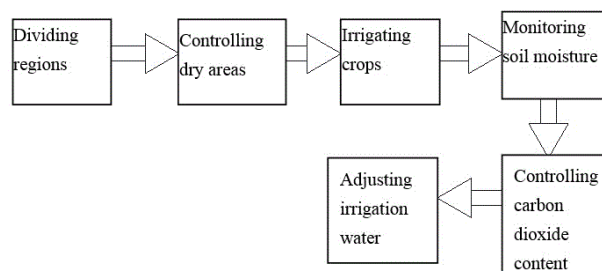 Dividing
regions
Controlling
dry areas
Irrigating
crops
Monitoring
soil moisture
Controlling
carbon
dioxide
content
Adjusting
irrigation
water